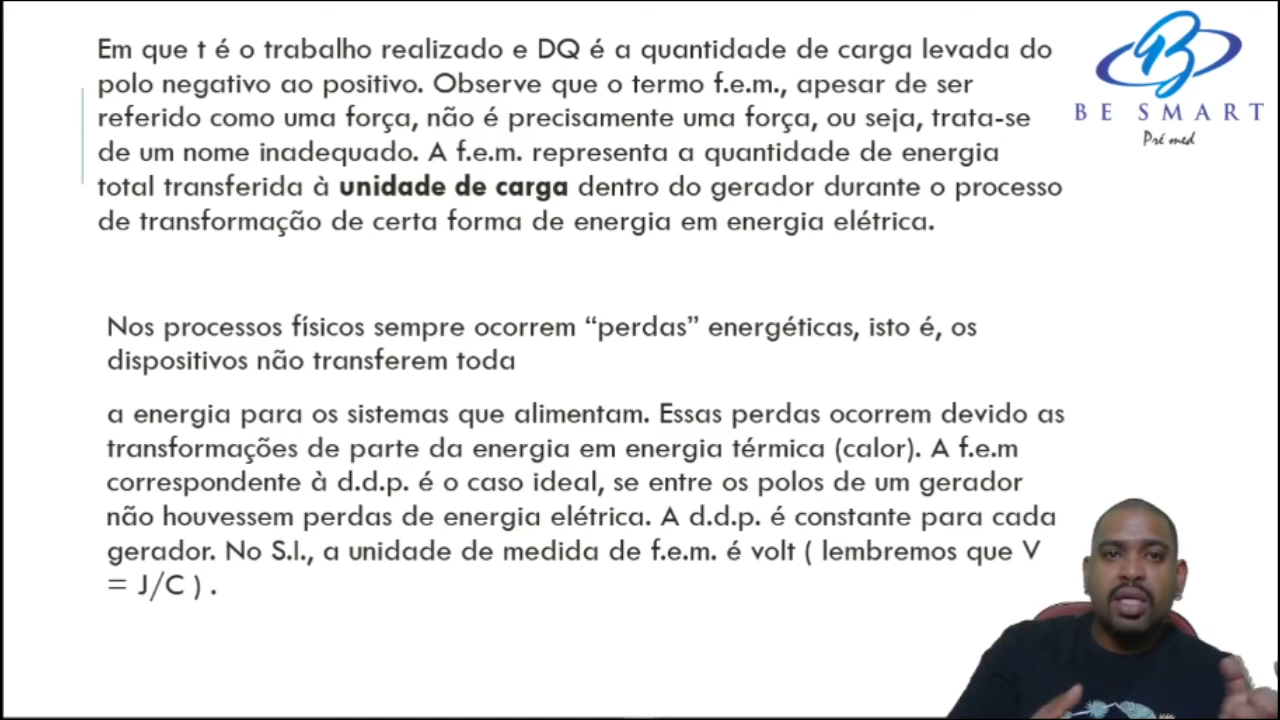 Em que t é o trabalho realizado e DQ é a quantidade de carga levada do
polo negativo ao positivo. Observe que o termo f.e.m., apesar de ser
referido como uma força, não é precisamente uma força, ou seja, trata-se
de um nome inadequado. A f.e.m. representa a quantidade de energia
total transferida à unidade de carga dentro do gerador durante o processo
de transformação de certa forma de energia em energia elétrica.
Nos processos físicos sempre ocorrem “perdas” energéticas, isto é, os
dispositivos não transferem toda
a energia para os sistemas que alimentam. Essas perdas ocorrem devido as
transformações de parte da energia em energia térmica (calor). A f.e.m
correspondente à d.d.p. é o caso ideal, se entre os polos de um gerador
não houvessem perdas de energia elétrica. A d.d.p. é constante para cada
gerador. No S.I., a unidade de medida de f.e.m. é volt ( lembremos que V
= J/C ) .
B
BE SMART
Pré med